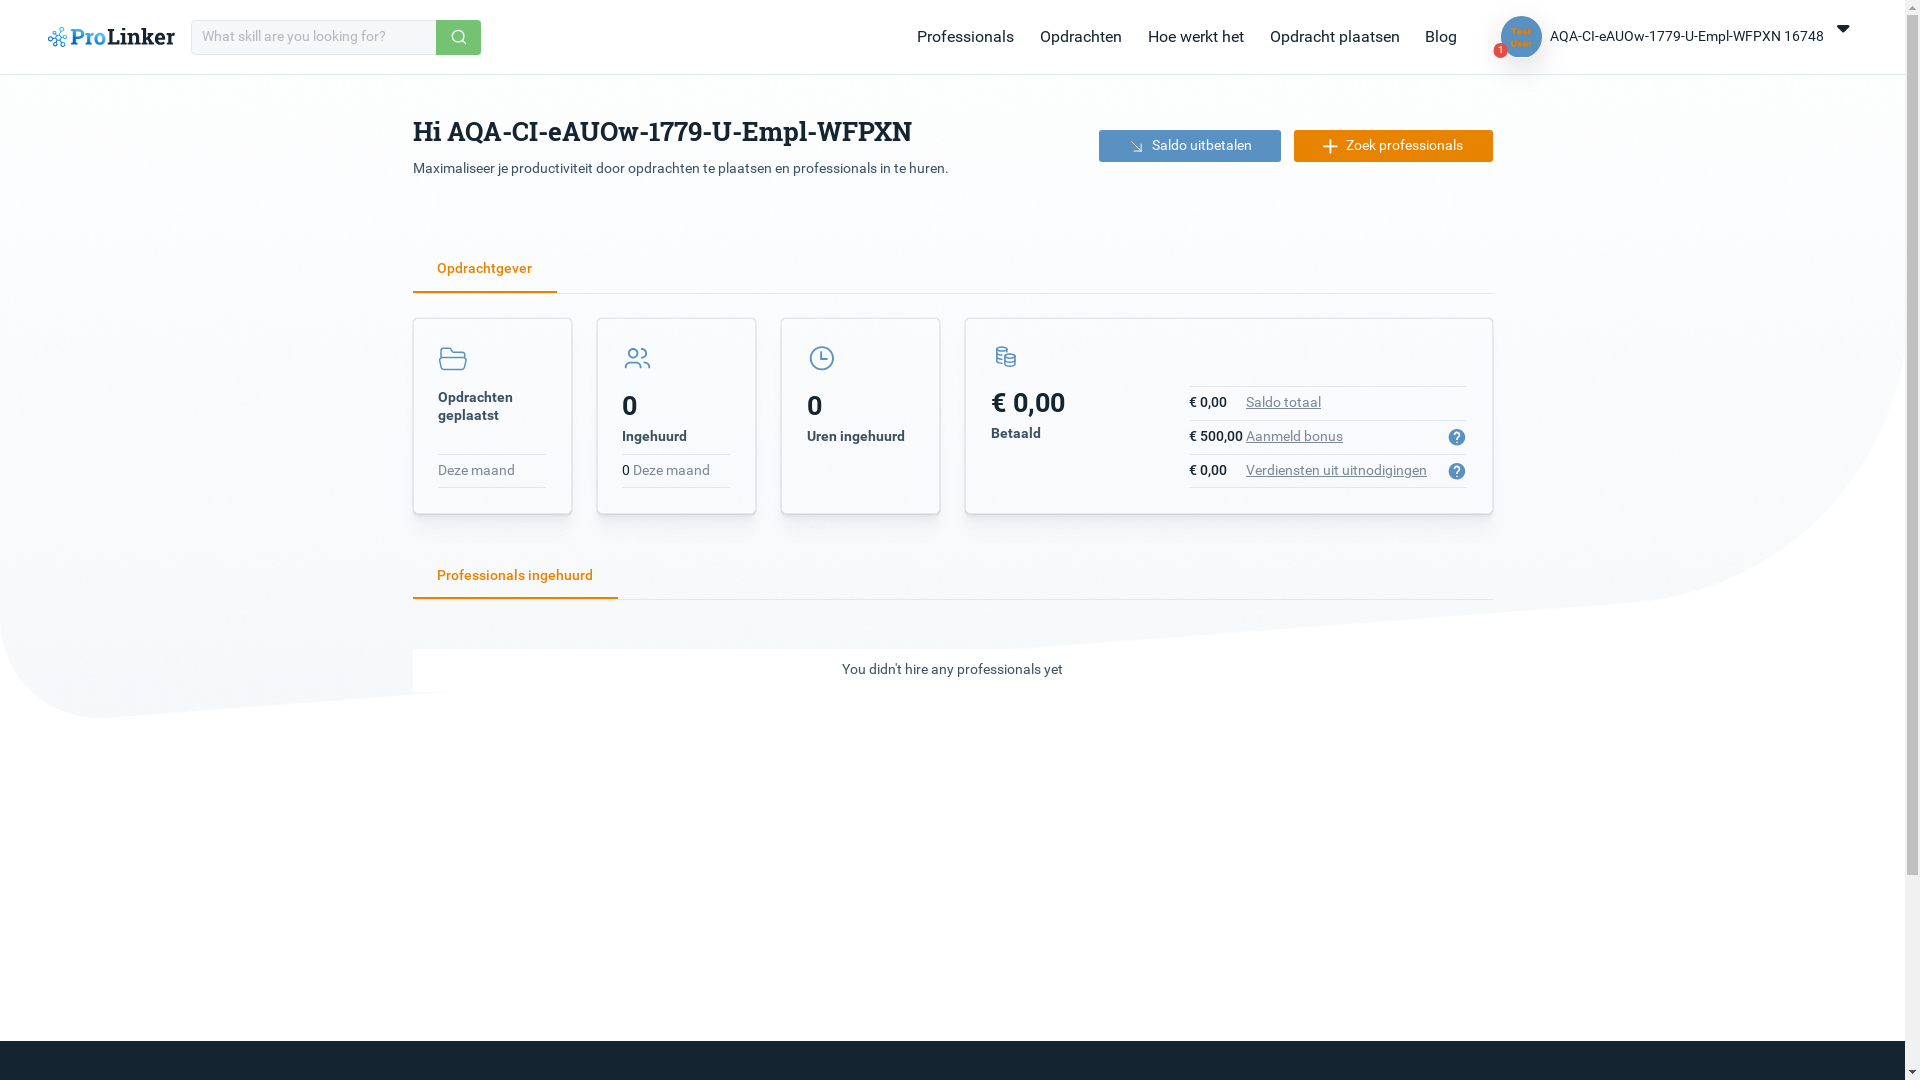 ProLinker
What skill are you looking for?
Professionals
Opdrachten
Hoe werkt het
Opdracht plaatsen
Blog
1
AQA-CI-eAUOw-1779-U-Empl-WFPXN 16748
Hi AQA-CI-eAUOw-1779-U-Empl-WFPXN
Maximaliseer je productiviteit door opdrachten te plaatsen en professionals in te huren.
Saldo uitbetalen
Zoek professionals
Opdrachtgever
Opdrachten
geplaatst
Deze maand
0
Ingehuurd
0 Deze maand
0
Uren ingehuurd
€ 0,00
Betaald
€ 0,00 Saldo totaal
€ 500,00 Aanmeld bonus
€ 0,00 Verdiensten uit uitnodigingen
Professionals ingehuurd
You didn't hire any professionals yet